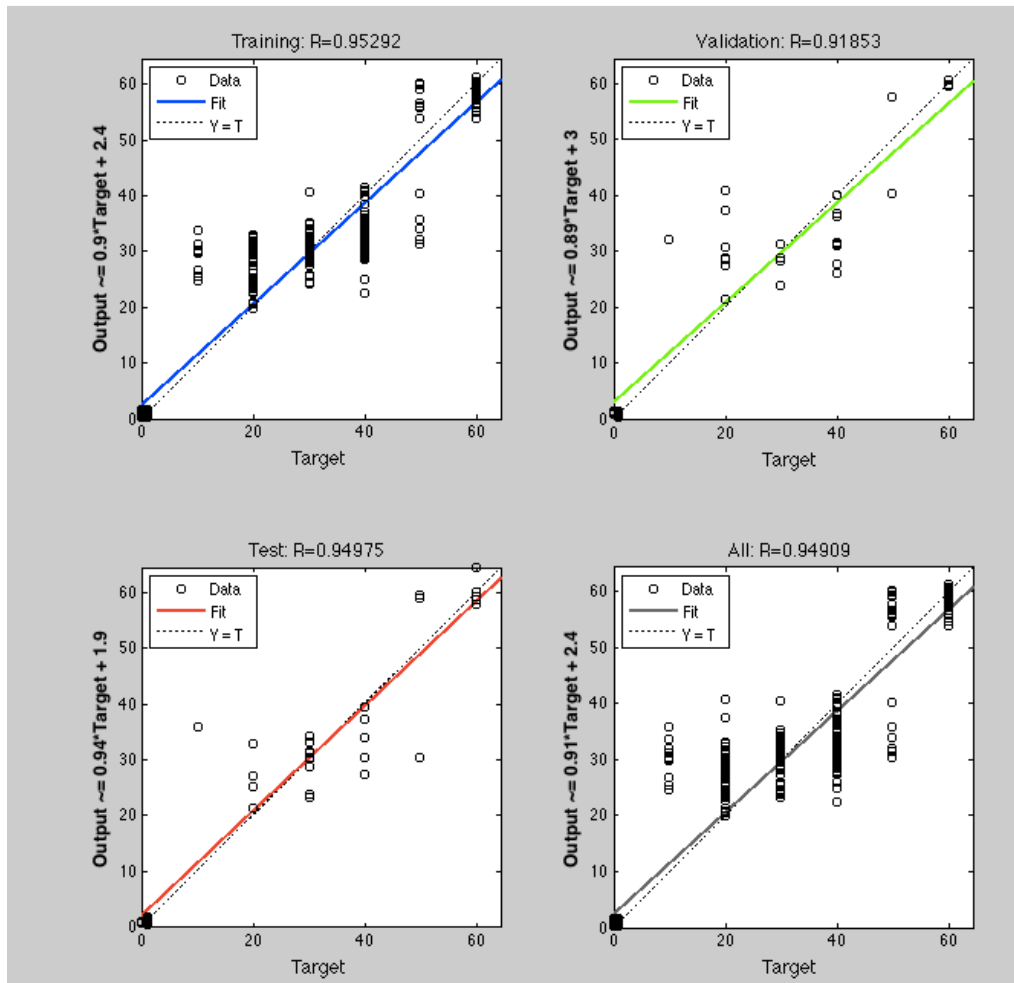 Training: R=0.95292
Output ~= 0.9*Target + 2.4
Data
Fit
Y = T
60
50
40
30
20
10
0
0 20 40 60
Target
Validation: R=0.91853
Output ~= 0.89*Target + 3
Data
Fit
Y = T
60
50
40
30
20
10
0
0 20 40 60
Target
Test: R=0.94975
Output ~= 0.94*Target + 1.9
Data
Fit
Y = T
60
50
40
30
20
10
0
0 20 40 60
Target
All: R=0.94909
Output ~= 0.91*Target + 2.4
Data
Fit
Y = T
60
50
40
30
20
10
0
0 20 40 60
Target